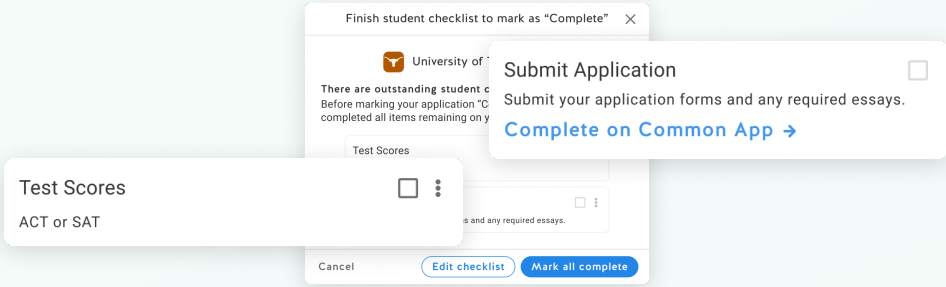 Finish student checklist to mark as “Complete”
University of
There are outstanding student
Before marking your application
completed all items remaining on
Test Scores
and any required essays.
Cancel
Edit checklist
Mark all complete
Submit Application
Submit your application forms and any required essays.
Complete on Common App →
Test Scores
ACT or SAT